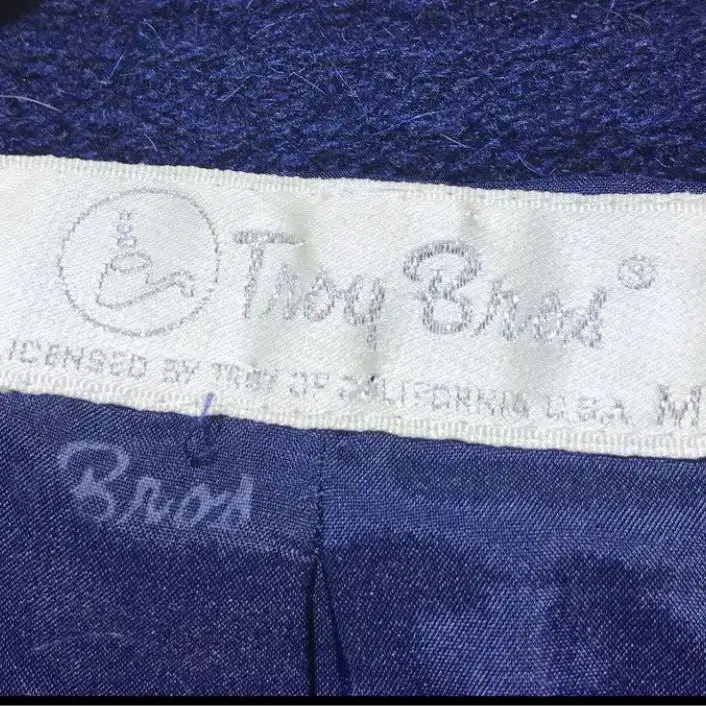 Troy Bros®
LICENSED BY TROY OF CALIFORNIA U.S.A. M
Bros